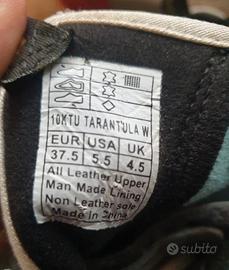 10XTU TARANTULA W
EUR USA UK
37.5 5.5 4.5
All Leather Upper
Man Made Lining
Non Leather sole
Made In China
subito